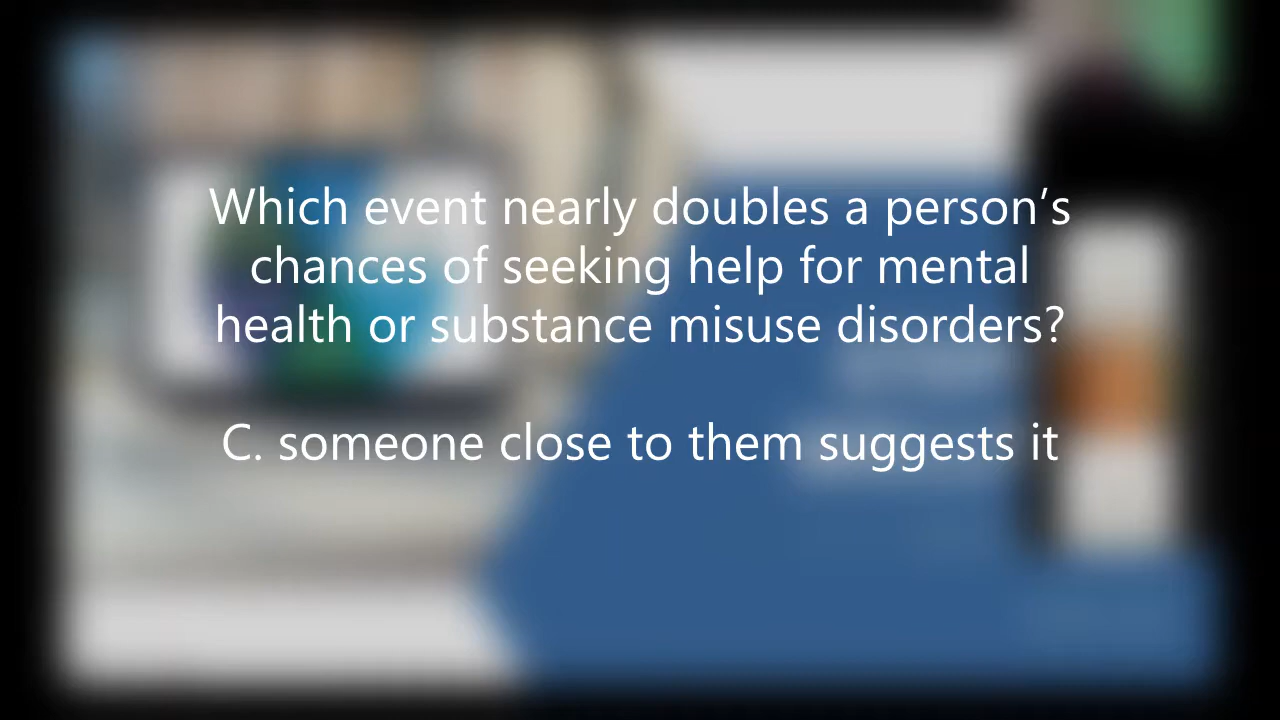 Which event nearly doubles a person’s
chances of seeking help for mental
health or substance misuse disorders?
C. someone close to them suggests it